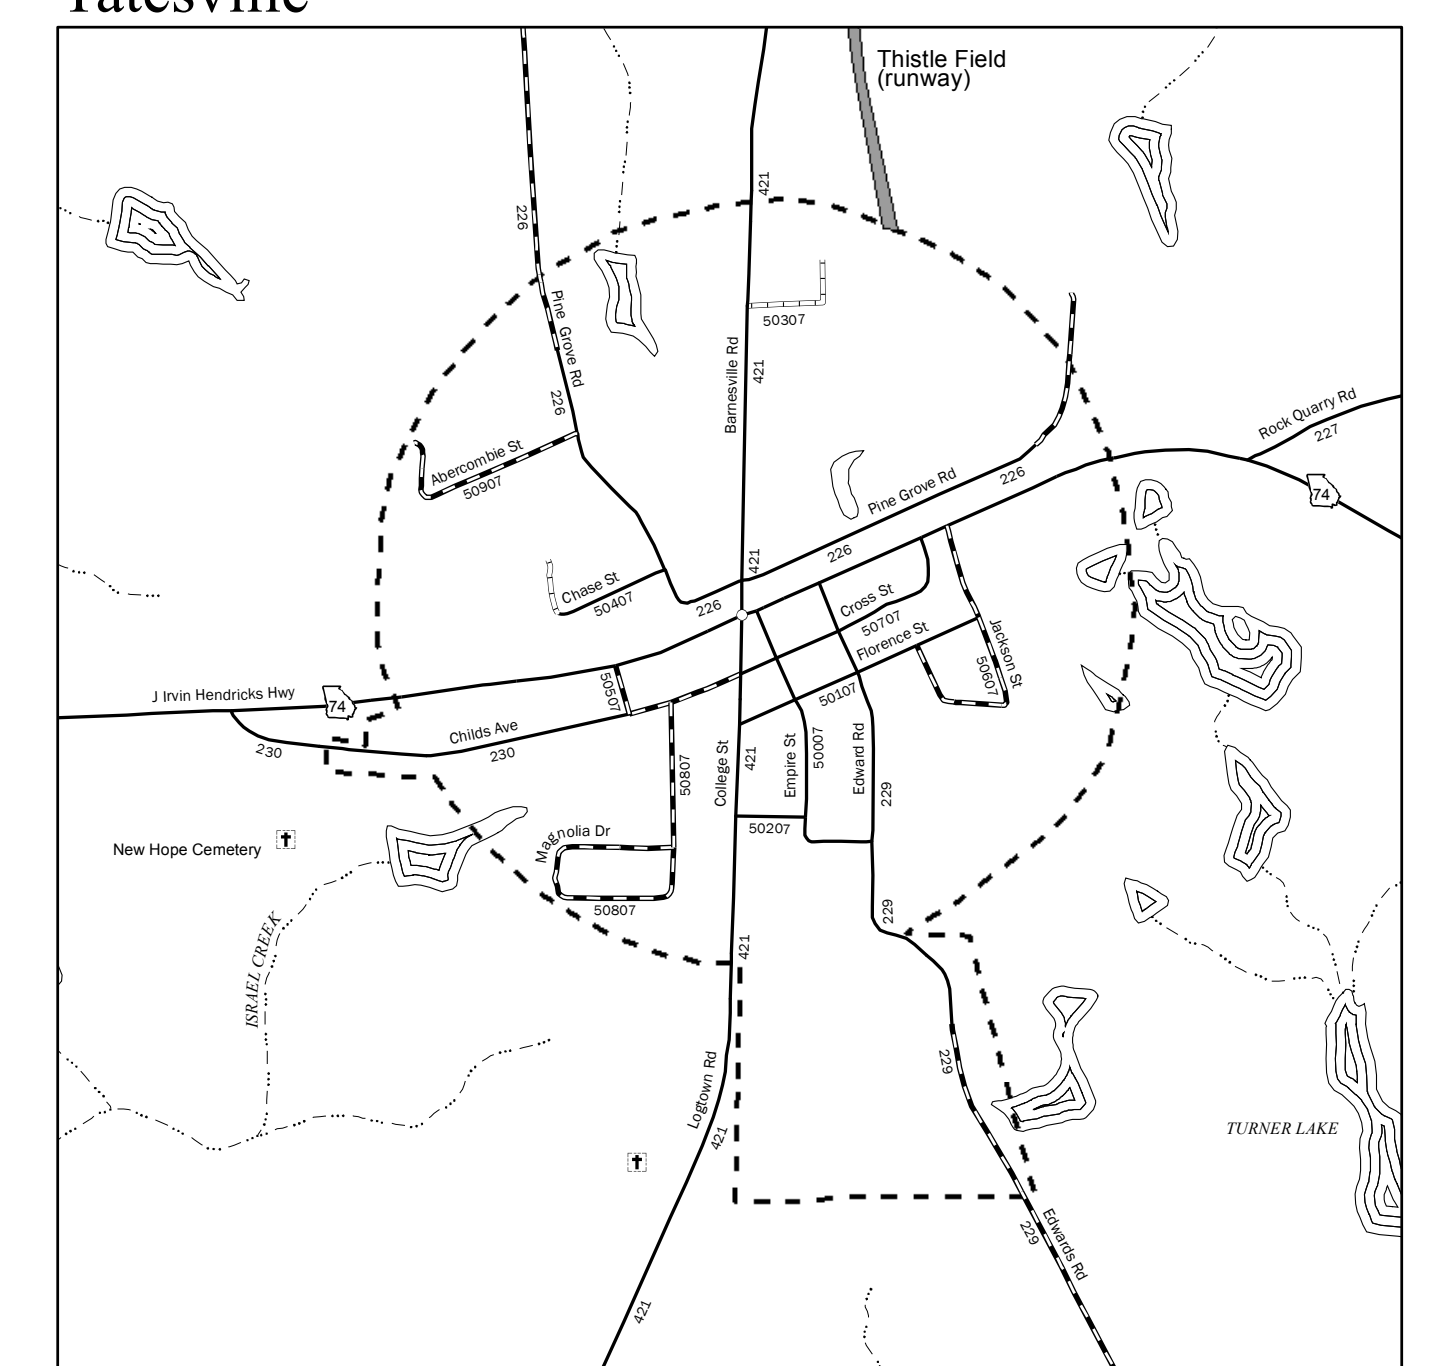 Yatesville
Thistle Field
(runway)
421
226
50307
Pine Grove Rd
Barnesville Rd
421
226
Rock Quarry Rd
227
Abercombie St
50907
Pine Grove Rd
226
74
421
226
Chase St
50407
226
Cross St
50707
Florence St
Jackson St
50607
50507
50107
J Irvin Hendricks Hwy
74
230
Childs Ave
230
College St
421
Empire St
50007
Edward Rd
229
50807
50207
Magnolia Dr
50807
New Hope Cemetery
229
421
ISRAEL CREEK
229
Logtown Rd
421
TURNER LAKE
229
Edwards Rd
421